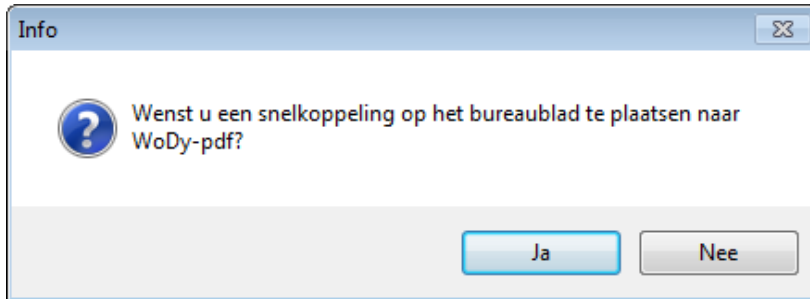 Info
Wenst u een snelkoppeling op het bureaublad te plaatsen naar
WoDy-pdf?
Ja
Nee